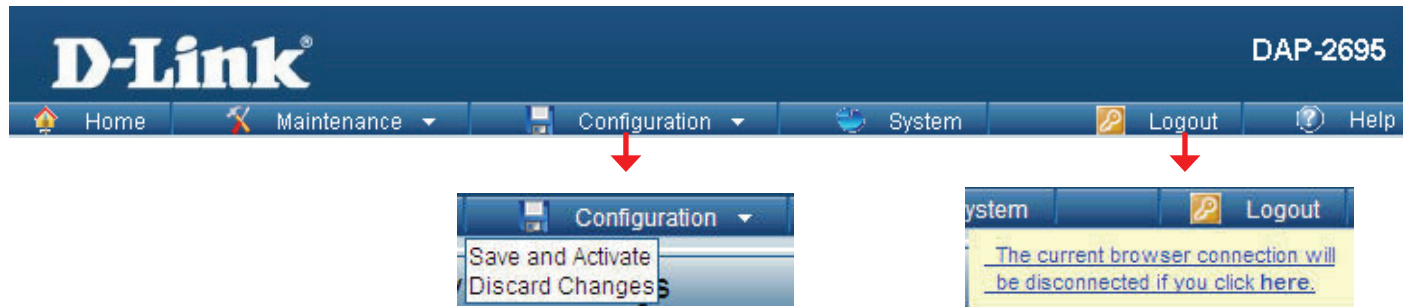 D-Link®
DAP-2695
Home Maintenance Configuration System Logout Help
Configuration
Save and Activate
Discard Changes
ystem Logout
The current browser connection will
be disconnected if you click here.